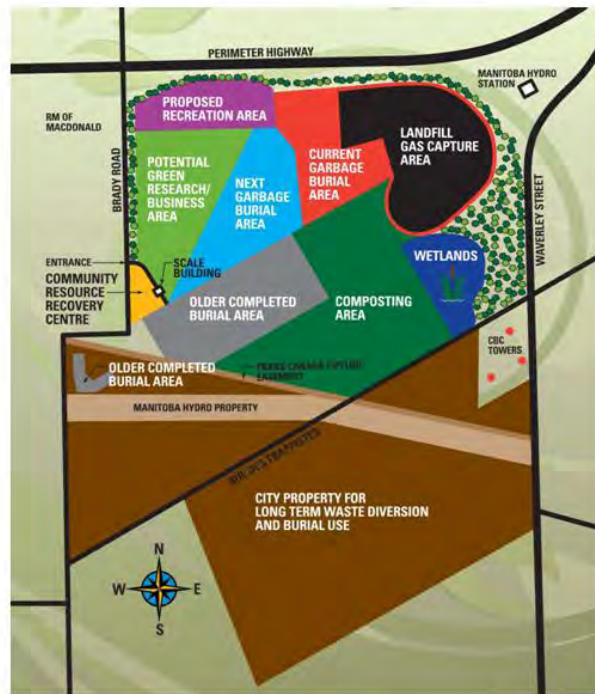 PERIMETER HIGHWAY
MANITOBA HYDRO
STATION
RM OF
MACDONALD
PROPOSED
RECREATION AREA
BRADY ROAD
POTENTIAL
GREEN
RESEARCH/
BUSINESS
AREA
NEXT
GARBAGE
BURIAL
AREA
CURRENT
GARBAGE
BURIAL
AREA
LANDFILL
GAS CAPTURE
AREA
WAVERLEY STREET
ENTRANCE
SCALE
BUILDING
COMMUNITY
RESOURCE
RECOVERY
CENTRE
WETLANDS
OLDER COMPLETED
BURIAL AREA
COMPOSTING
AREA
CBC
TOWERS
OLDER COMPLETED
BURIAL AREA
EASEMENT
MANITOBA HYDRO PROPERTY
DES TRAPPISTES
CITY PROPERTY FOR
LONG TERM WASTE DIVERSION
AND BURIAL USE
N
W
E
S